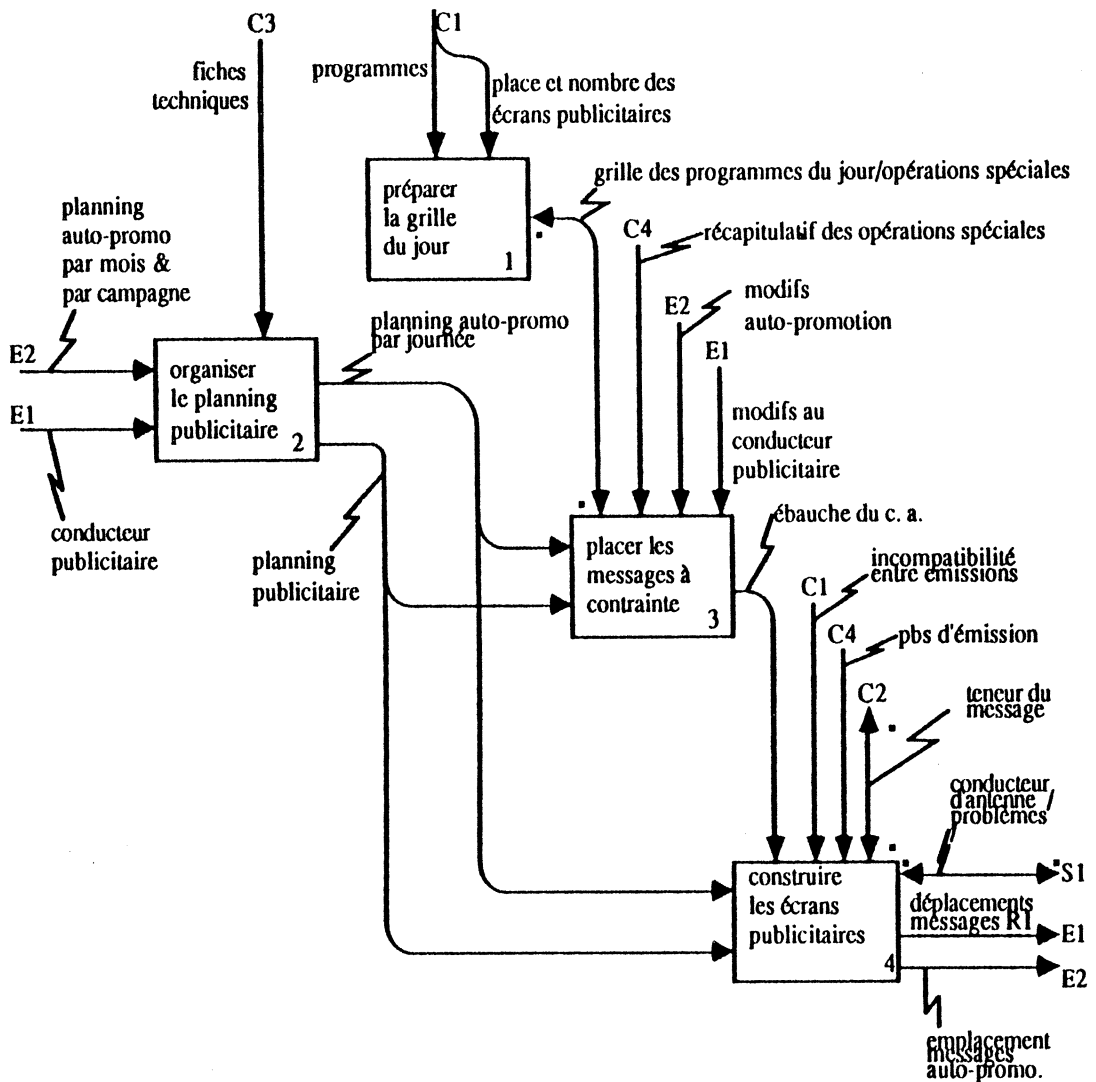 C3
C1
fiches
techniques
programmes
place et nombre des
écrans publicitaires
préparer
la grille
du jour
1
grille des programmes du jour/opérations spéciales
C4
récapitulatif des opérations spéciales
E2
modifs
auto-promotion
E1
modifs au
conducteur
publicitaire
planning
auto-promo
par mois &
par campagne
E2
E1
conducteur
publicitaire
organiser
le planning
publicitaire
2
planning auto-promo
par journée
planning
publicitaire
placer les
messages à
contrainte
3
ébauche du c. a.
incompatibilité
entre émissions
C1
C4
pbs d'émission
C2
teneur du
message
conducteur
d'antenne /
problèmes
construire
les écrans
publicitaires
4
S1
déplacements
messages R1
E1
E2
emplacement
messages
auto-promo.